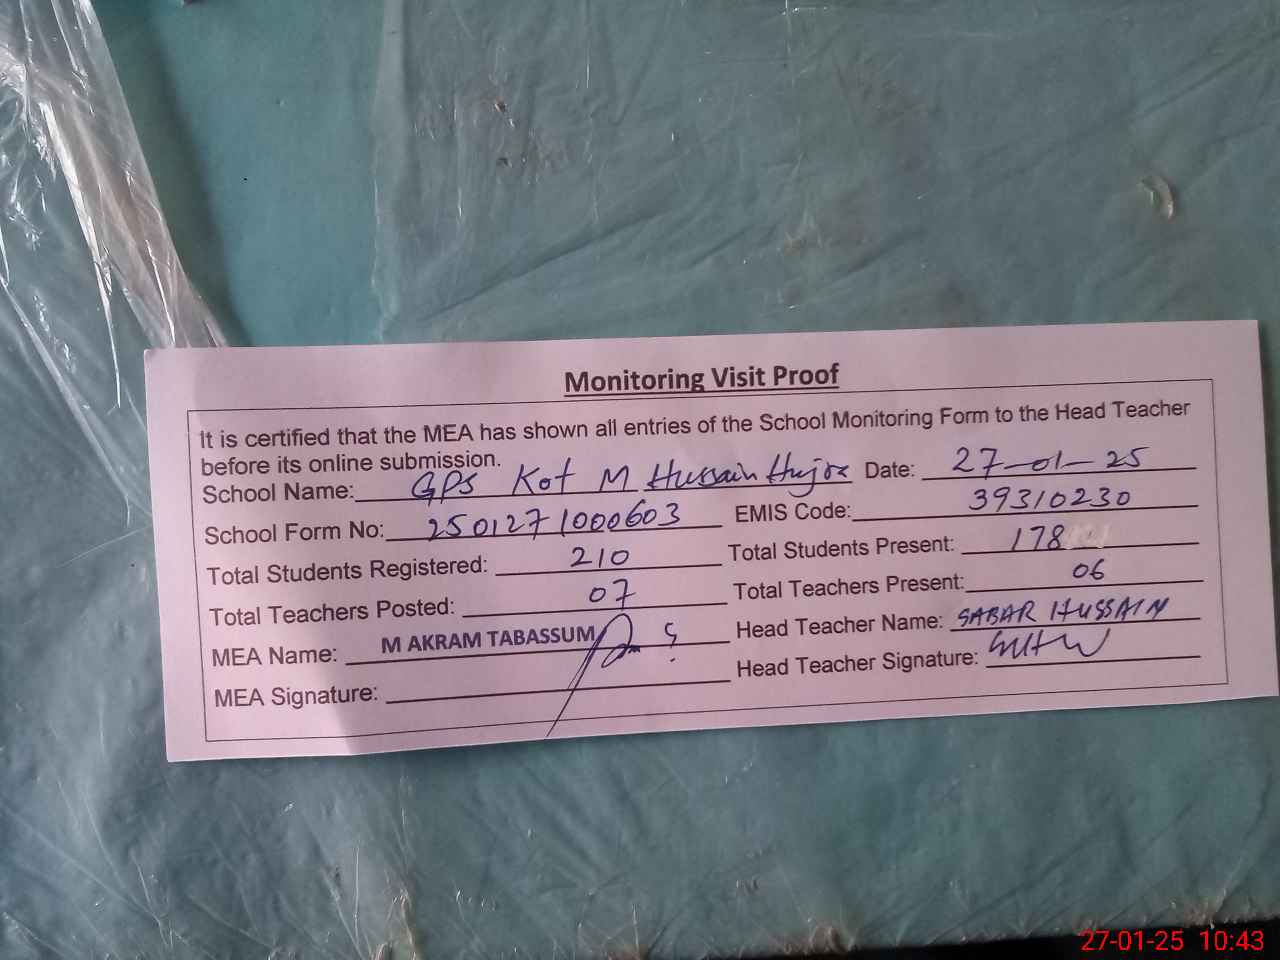 Monitoring Visit Proof
It is certified that the MEA has shown all entries of the School Monitoring Form to the Head Teacher
before its online submission.
School Name: GPS Kot M Hussain Hujra Date: 27-01-25
School Form No: 2501271000603 EMIS Code: 39310230
Total Students Registered: 210 Total Students Present: 178
Total Teachers Posted: 07 Total Teachers Present: 06
MEA Name: M AKRAM TABASSUM Head Teacher Name: SABAR HUSSAIN
MEA Signature: Head Teacher Signature:
27-01-25 10:43